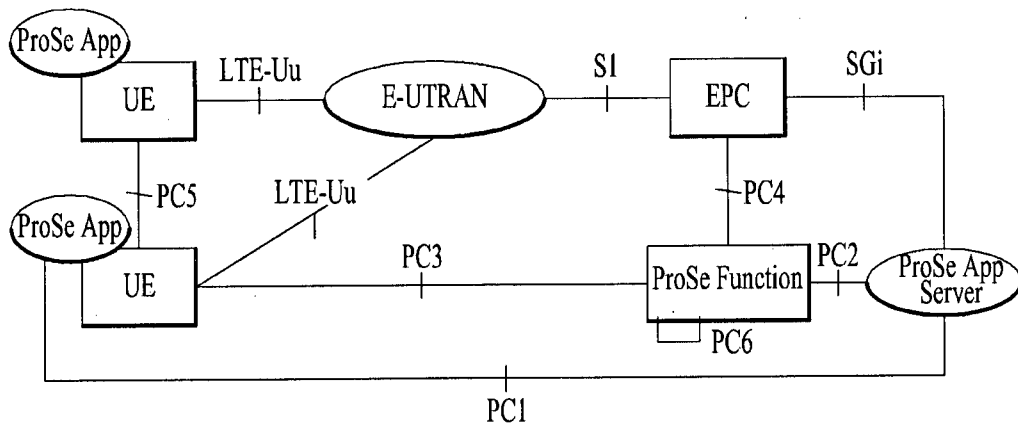 ProSe App
UE
LTE-Uu
E-UTRAN
S1
EPC
SGi
PC5
LTE-Uu
PC4
ProSe App
UE
PC3
ProSe Function
PC2
ProSe App
Server
PC6
PC1